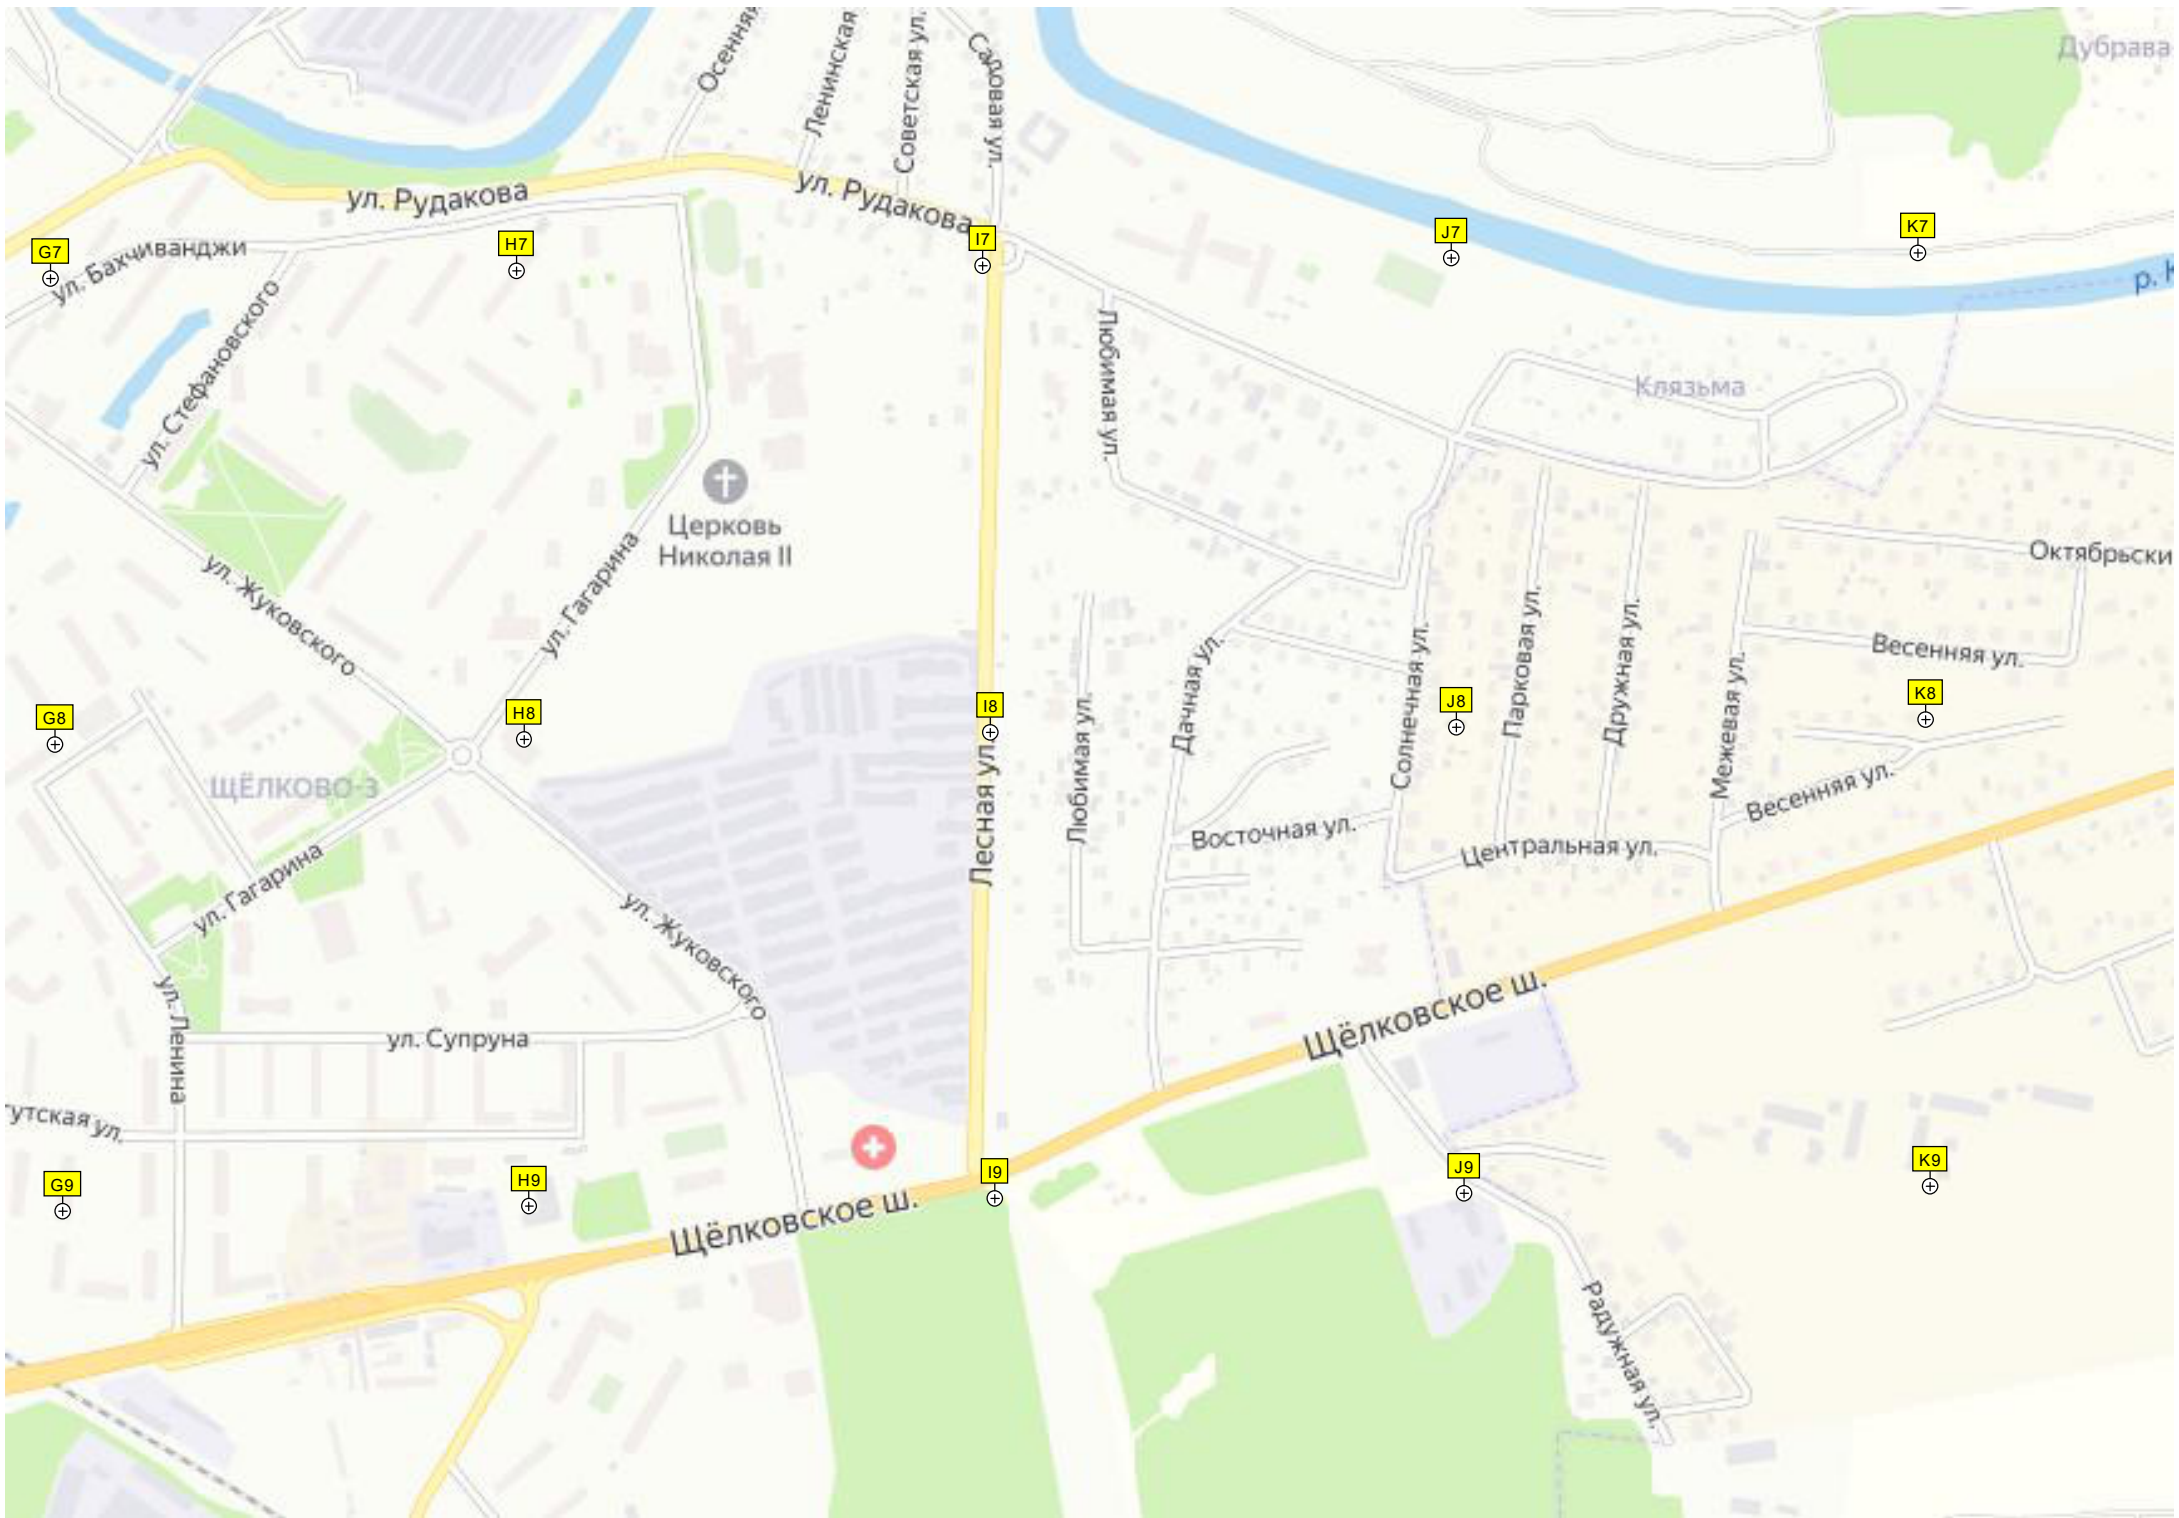 Осенняя
Ленинская
Советская ул.
Садовая ул.
Дубрава
ул. Рудакова
ул. Рудакова
G7
ул. Бахчиванджи
H7
I7
J7
K7
ул. Стефановского
Любимая ул.
Клязьма
Церковь
Николая II
ул. Жуковского
ул. Гагарина
Октябрьски
Весенняя ул.
Парковая ул.
Дружная ул.
Солнечная ул.
Дачная ул.
Межевая ул.
G8
H8
I8
J8
K8
Любимая ул.
Лесная ул.
ЩЁЛКОВО-3
Весенняя ул.
Восточная ул.
Центральная ул.
ул. Гагарина
ул. Жуковского
ул. Ленина
ул. Супруна
Щёлковское ш.
утская ул.
G9
H9
I9
J9
K9
Щёлковское ш.
Радужная ул.